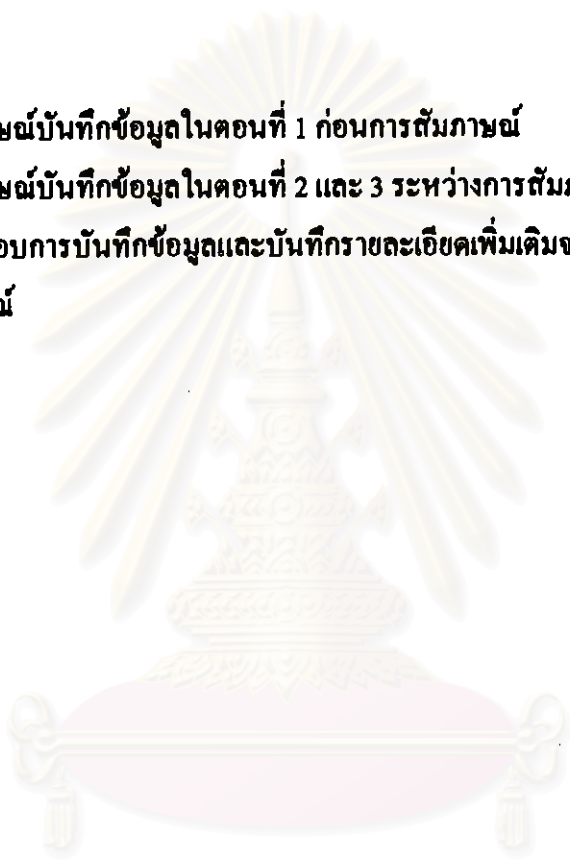 ษณ์บันทึกข้อมูลในตอนที่ 1 ก่อนการสัมภาษณ์
ษณ์บันทึกข้อมูลในตอนที่ 2 และ 3 ระหว่างการสัมภ
อบการบันทึกข้อมูลและบันทึกรายละเอียดเพิ่มเติมจ
น์